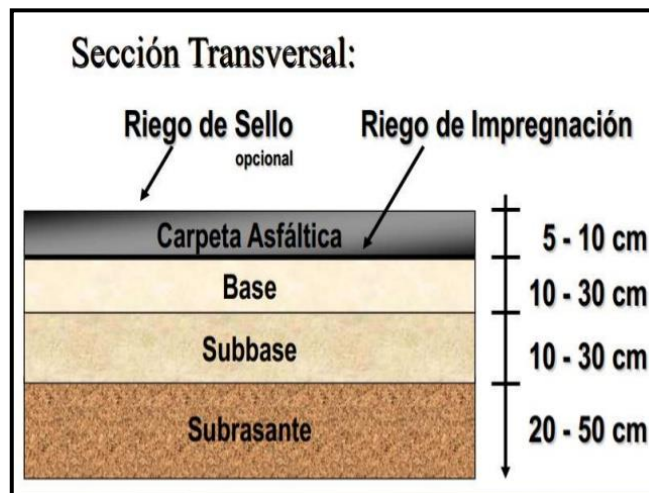 Sección Transversal:
Riego de Sello
opcional
Riego de Impregnación
Carpeta Asfáltica
5 - 10 cm
Base
10 - 30 cm
Subbase
10 - 30 cm
Subrasante
20 - 50 cm